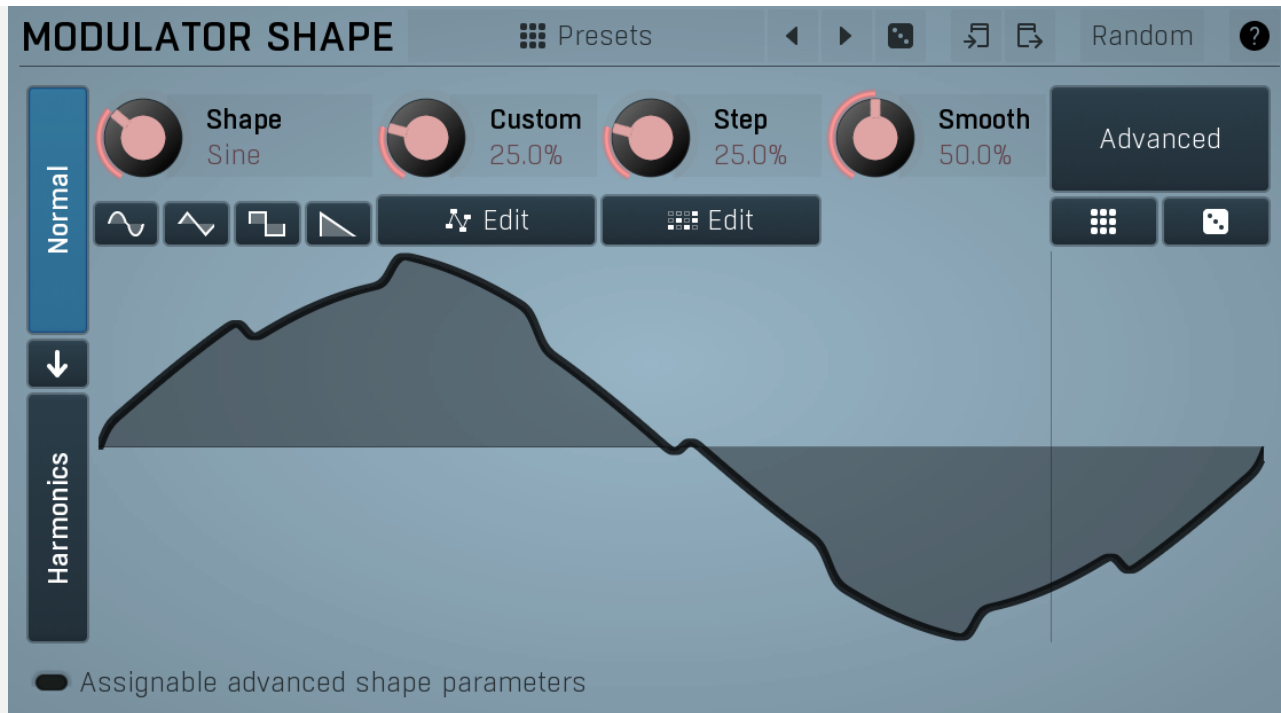 MODULATOR SHAPE Presets Random ?
Normal
Shape Custom Step Smooth
Sine 25.0% 25.0% 50.0%
Advanced
Edit Edit
Harmonics
Assignable advanced shape parameters